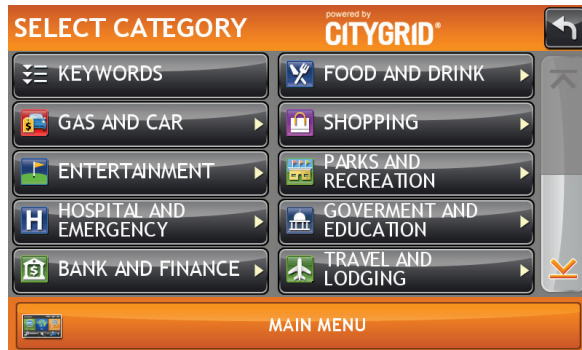 SELECT CATEGORY
powered by
CITYGRID®
KEYWORDS
FOOD AND DRINK
GAS AND CAR
SHOPPING
ENTERTAINMENT
PARKS AND
RECREATION
HOSPITAL AND
EMERGENCY
GOVERMENT AND
EDUCATION
BANK AND FINANCE
TRAVEL AND
LODGING
MAIN MENU